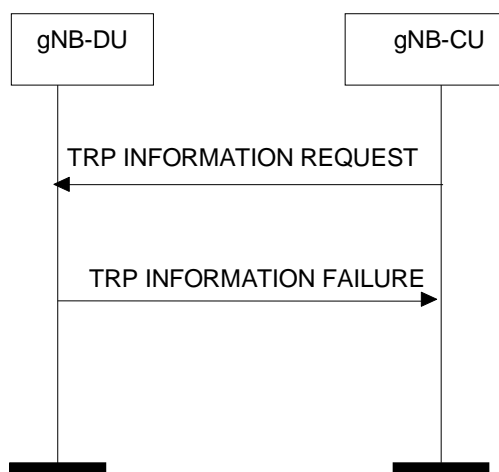 gNB-DU
gNB-CU
TRP INFORMATION REQUEST
TRP INFORMATION FAILURE